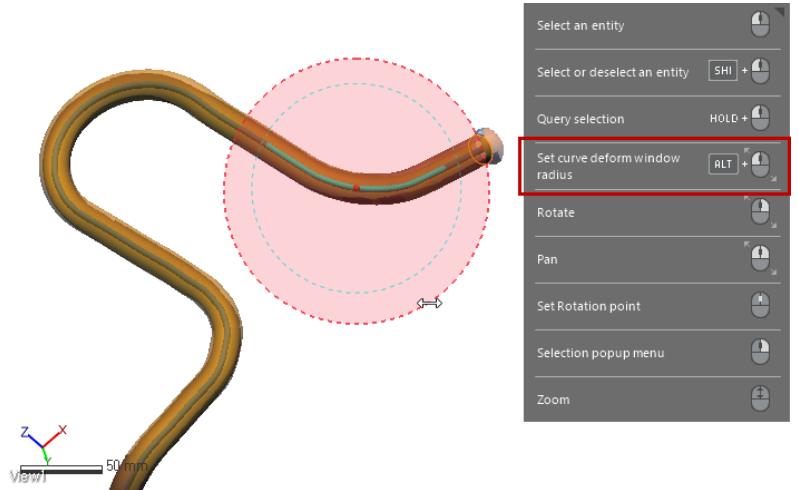 Select an entity
Select or deselect an entity SHI +
Query selection HOLD +
Set curve deform window
radius ALT +
Rotate
Pan
Set Rotation point
Selection popup menu
Zoom
Z X
Y
50 mm
View1